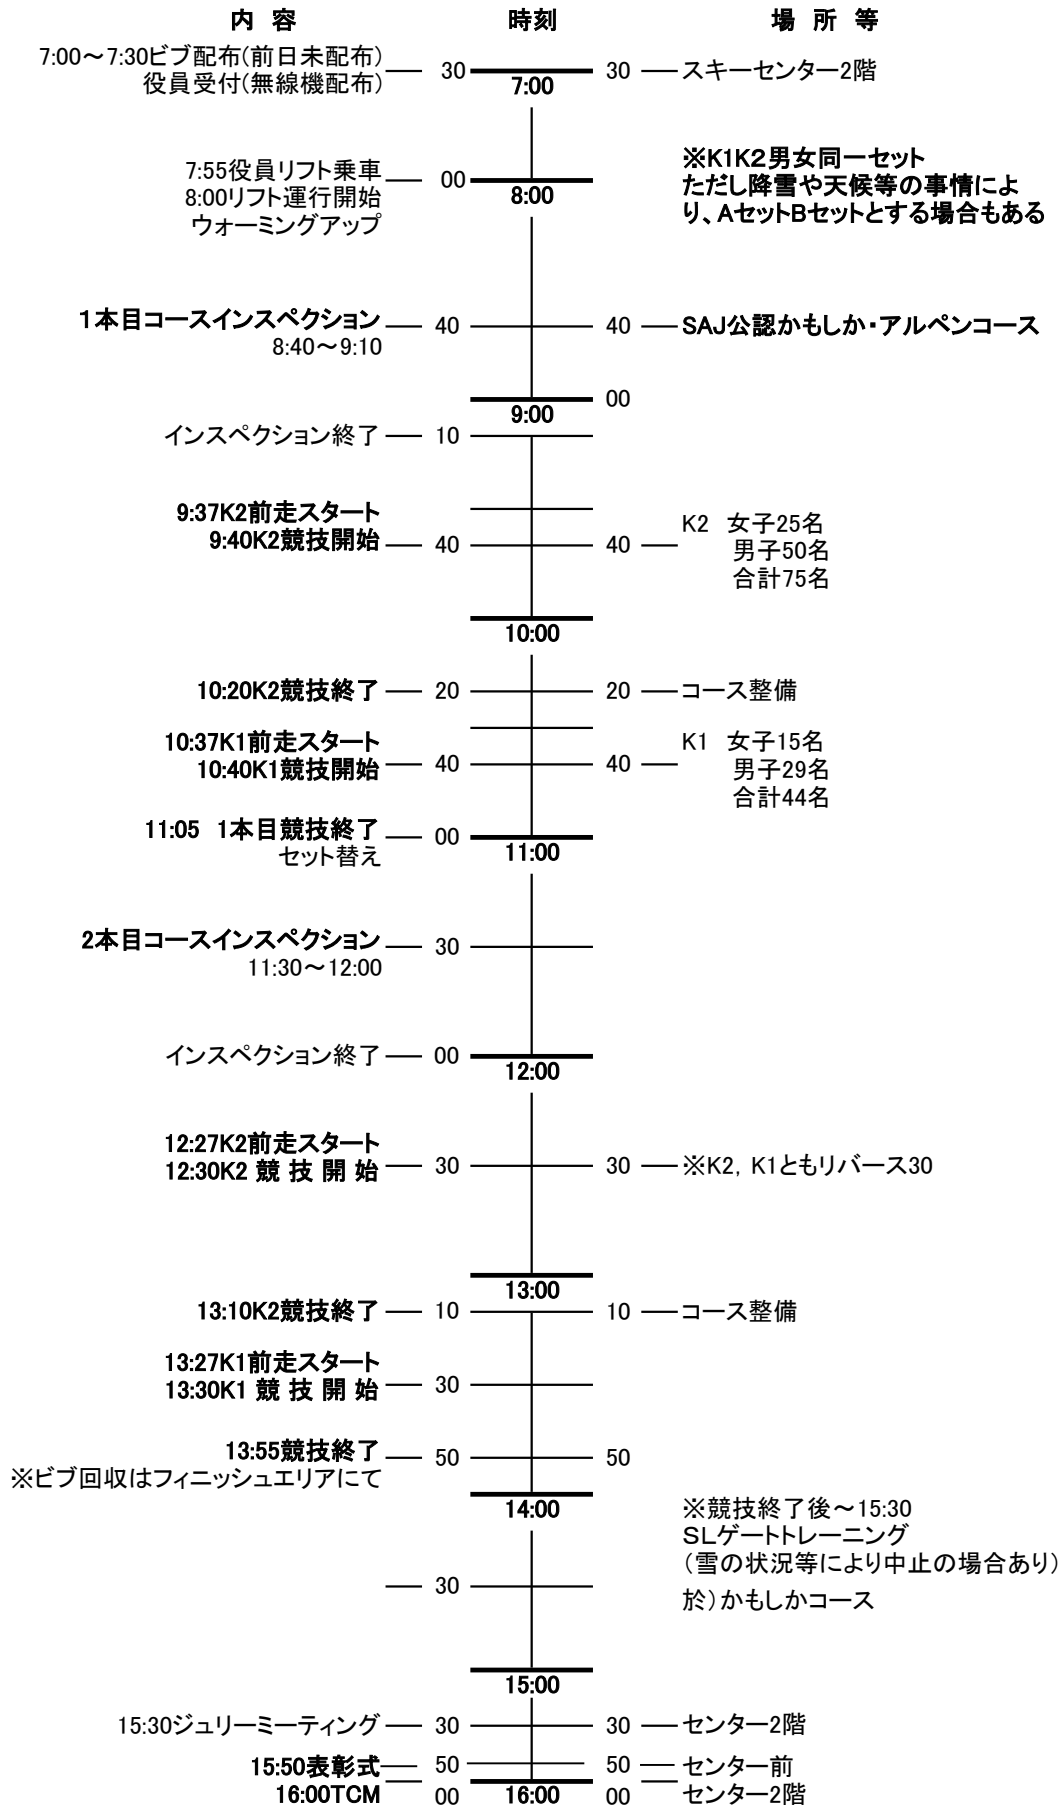 内 容 時刻 場 所 等
7:00～7:30ビブ配布(前日未配布)
役員受付(無線機配布)
30 30 スキーセンター2階
7:00
7:55役員リフト乗車
8:00リフト運行開始
ウォーミングアップ
00
8:00
※K1K2男女同一セット
ただし降雪や天候等の事情によ
り、AセットBセットとする場合もある
1本目コースインスペクション 40 40 SAJ公認かもしか・アルペンコース
8:40～9:10
00
9:00
インスペクション終了 10
9:37K2前走スタート
9:40K2競技開始 40 40
K2 女子25名
男子50名
合計75名
10:00
10:20K2競技終了 20 20 コース整備
10:37K1前走スタート
10:40K1競技開始 40 40
K1 女子15名
男子29名
合計44名
11:05 1本目競技終了 00
セット替え
11:00
2本目コースインスペクション 30
11:30～12:00
インスペクション終了 00
12:00
12:27K2前走スタート
12:30K2 競 技 開 始 30 30 ※K2, K1ともリバース30
13:00
13:10K2競技終了 10 10 コース整備
13:27K1前走スタート
13:30K1 競 技 開 始 30
13:55競技終了 50 50
※ビブ回収はフィニッシュエリアにて
14:00
※競技終了後～15:30
SLゲートトレーニング
(雪の状況等により中止の場合あり)
30
於)かもしかコース
15:00
15:30ジュリーミーティング 30 30 センター2階
15:50表彰式 50 50 センター前
16:00TCM 00 16:00 00 センター2階